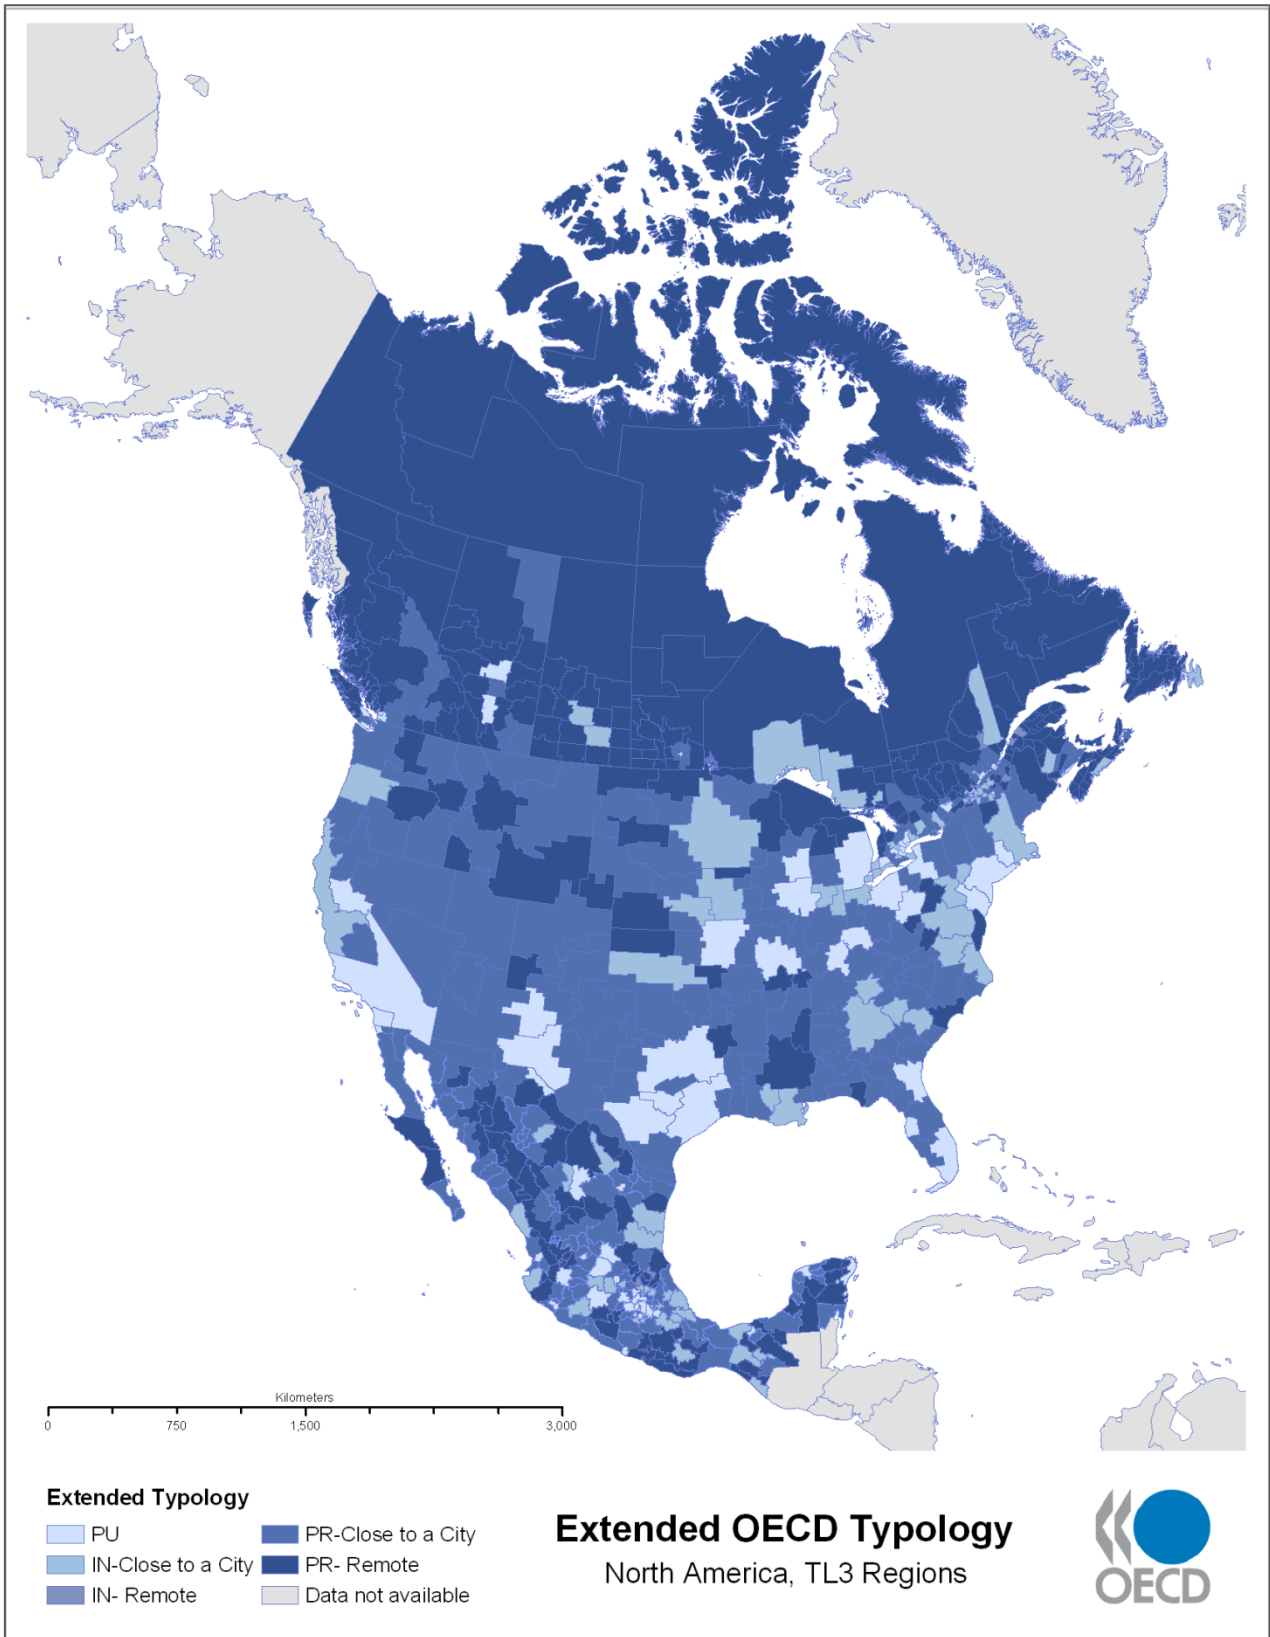 Kilometers
0 750 1,500 3,000
Extended Typology
PU
IN-Close to a City
IN- Remote
PR-Close to a City
PR- Remote
Data not available
Extended OECD Typology
North America, TL3 Regions
OECD